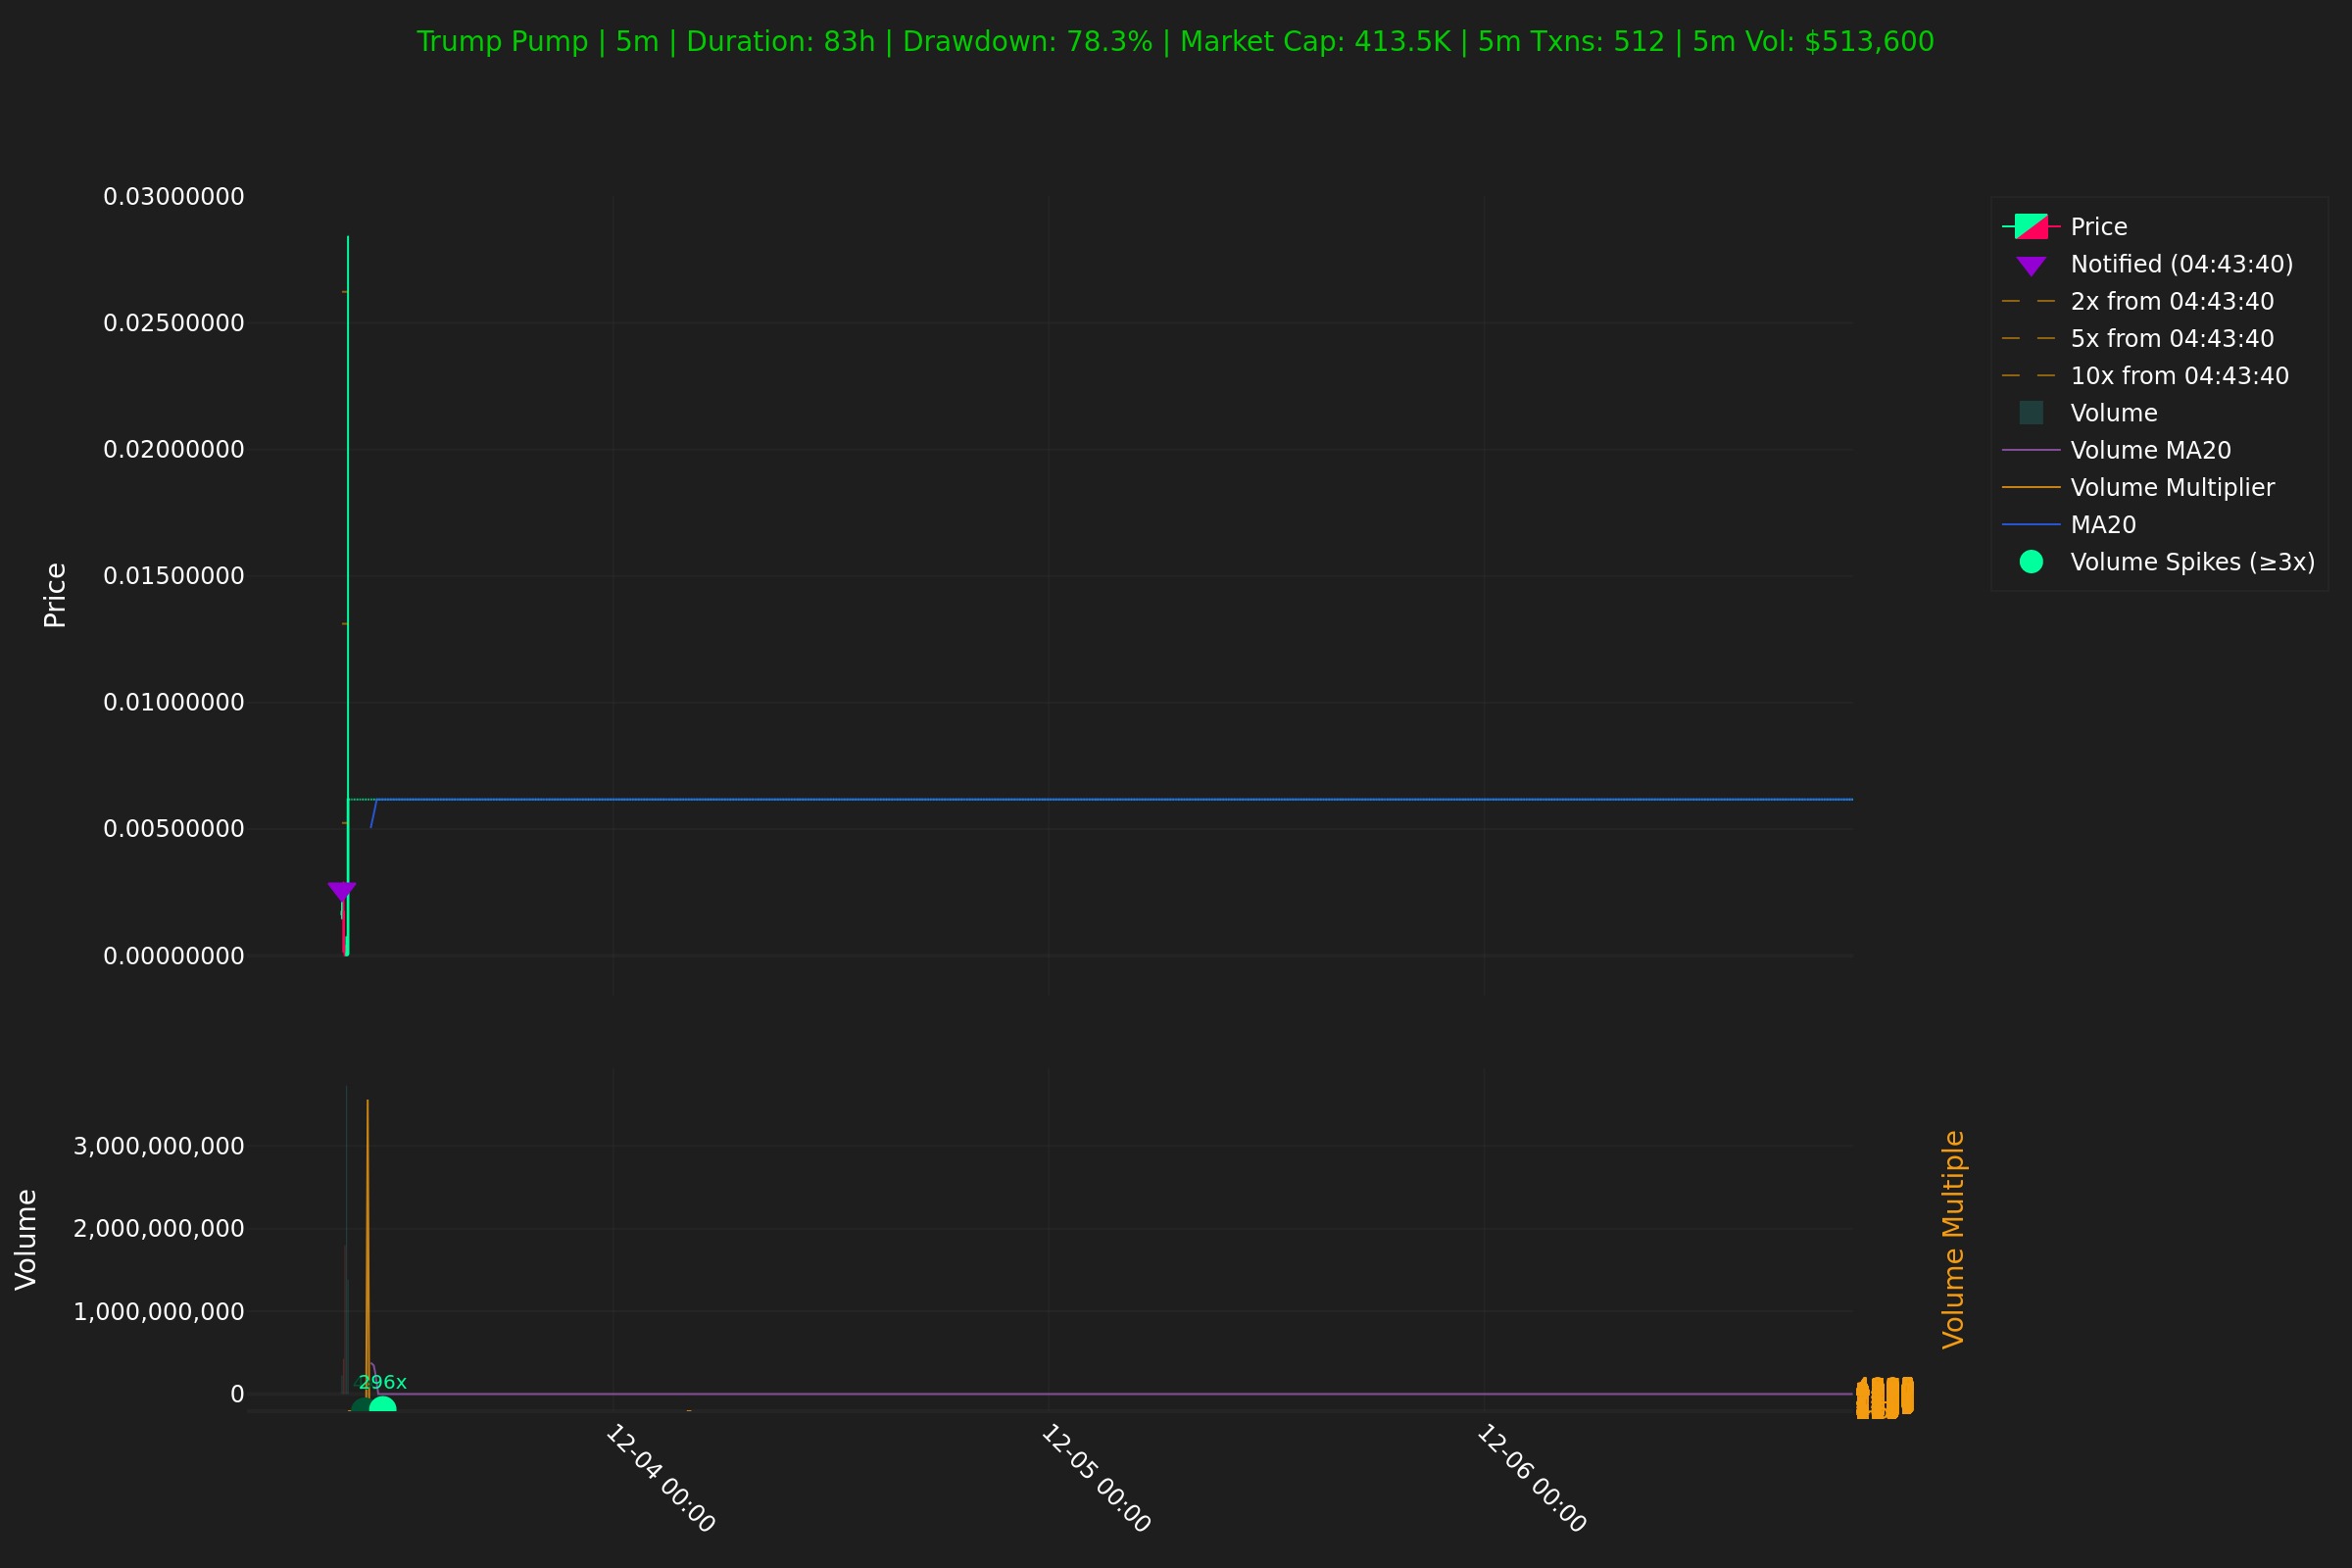 Trump Pump | 5m | Duration: 83h | Drawdown: 78.3% | Market Cap: 413.5K | 5m Txns: 512 | 5m Vol: $513,600
Price
0.03000000
0.02500000
0.02000000
0.01500000
0.01000000
0.00500000
0.00000000
Price
Notified (04:43:40)
2x from 04:43:40
5x from 04:43:40
10x from 04:43:40
Volume
Volume MA20
Volume Multiplier
MA20
Volume Spikes (≥3x)
Volume
3,000,000,000
2,000,000,000
1,000,000,000
0
296x
Volume Multiple
12-04 00:00
12-05 00:00
12-06 00:00